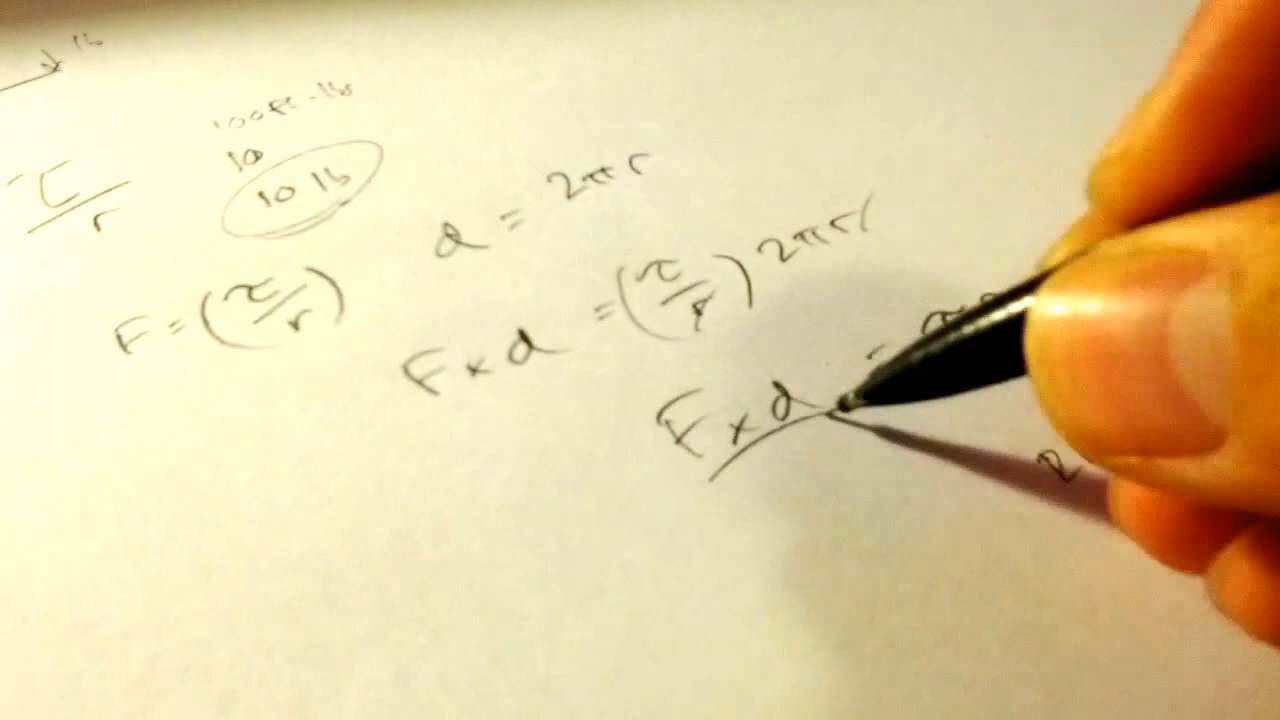 lb
100ft-lb
10
10 lb
τ/r
d = 2πr
F = (τ/r)
F × d = (τ/r) 2πr
F × d